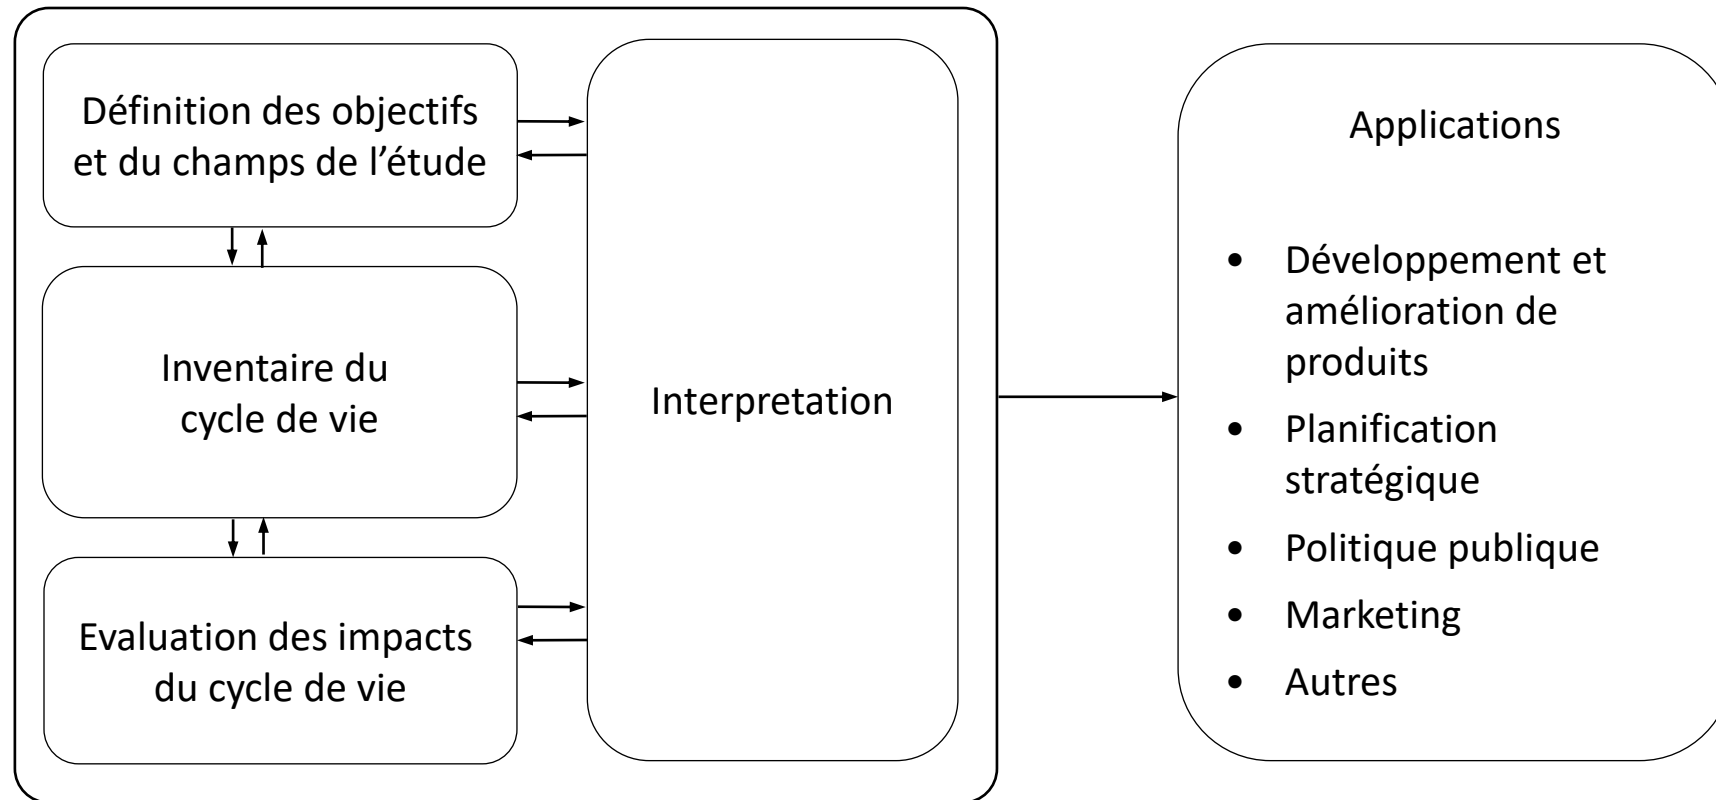 Définition des objectifs
et du champs de l’étude
Inventaire du
cycle de vie
Evaluation des impacts
du cycle de vie
Interpretation
Applications
• Développement et
amélioration de
produits
• Planification
stratégique
• Politique publique
• Marketing
• Autres